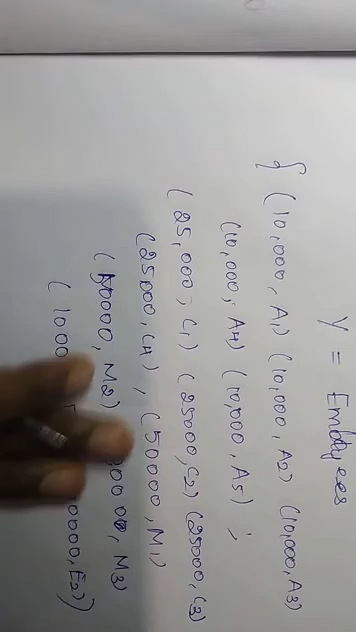 Y = Employees
{ (10,000, A1) (10,000, A2) (10,000, A3)
(10,000, A4) (10,000, A5) ,
(25,000, C1) (25000, C2) (25000, C3)
(25000, C4) , (50000, M1)
(50000, M2) 0000, M3)
( 1000 0000, E2)